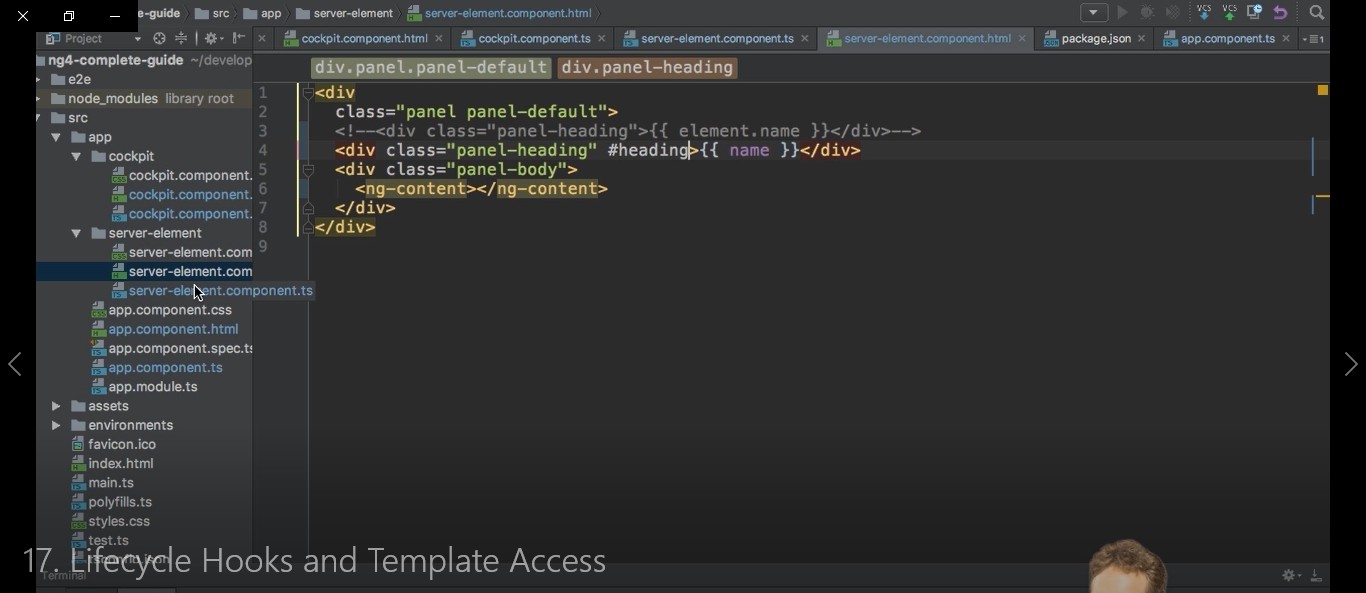 e-guide src app server-element server-element.component.html
Project
cockpit.component.html cockpit.component.ts server-element.component.ts server-element.component.html package.json app.component.ts
ng4-complete-guide ~/develop
e2e
node_modules library root
src
app
cockpit
cockpit.component.
cockpit.component.
cockpit.component.
server-element
server-element.com
server-element.com
server-element.component.ts
app.component.css
app.component.html
app.component.spec.ts
app.component.ts
app.module.ts
assets
environments
favicon.ico
index.html
main.ts
polyfills.ts
styles.css
test.ts
tsconfig.json
Terminal
VCS VCS
div.panel.panel-default div.panel-heading
1 <div
2 class="panel panel-default">
3 <!--<div class="panel-heading">{{ element.name }}</div>-->
4 <div class="panel-heading" #heading>{{ name }}</div>
5 <div class="panel-body">
6 <ng-content></ng-content>
7 </div>
8 </div>
9
17. Lifecycle Hooks and Template Access